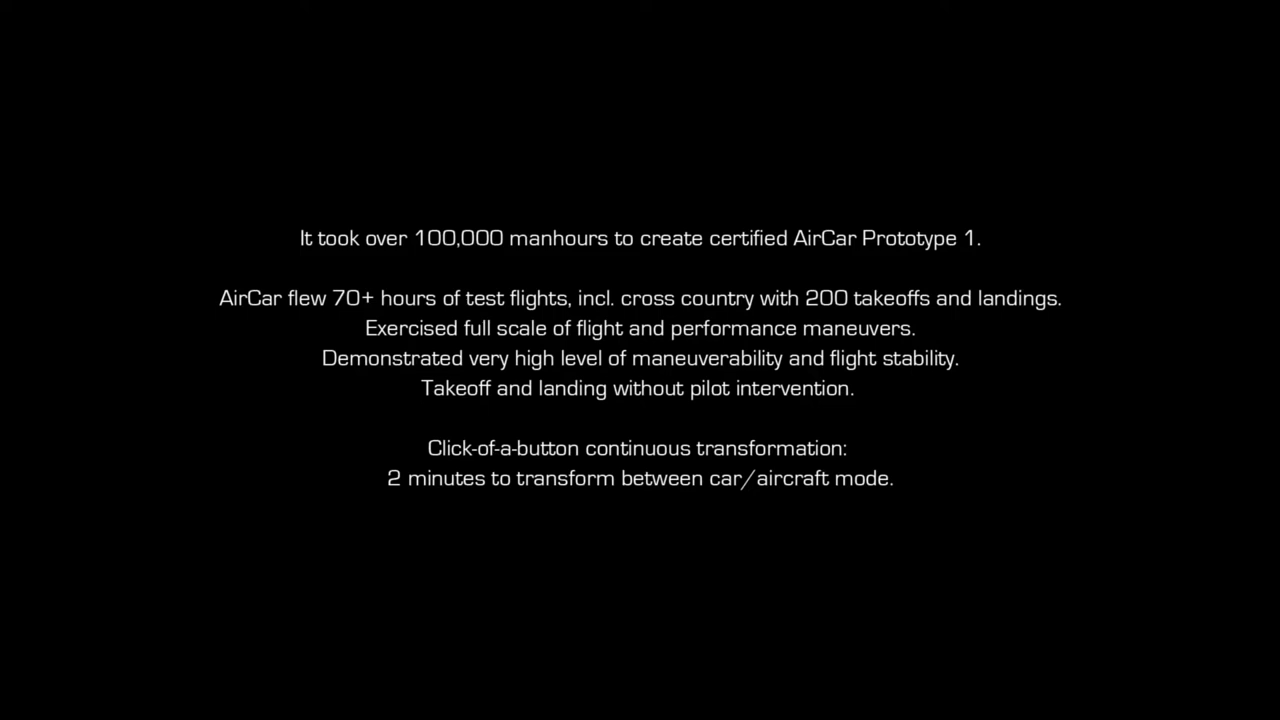 It took over 100,000 manhours to create certified AirCar Prototype 1.
AirCar flew 70+ hours of test flights, incl. cross country with 200 takeoffs and landings.
Exercised full scale of flight and performance maneuvers.
Demonstrated very high level of maneuverability and flight stability.
Takeoff and landing without pilot intervention.
Click-of-a-button continuous transformation:
2 minutes to transform between car/aircraft mode.